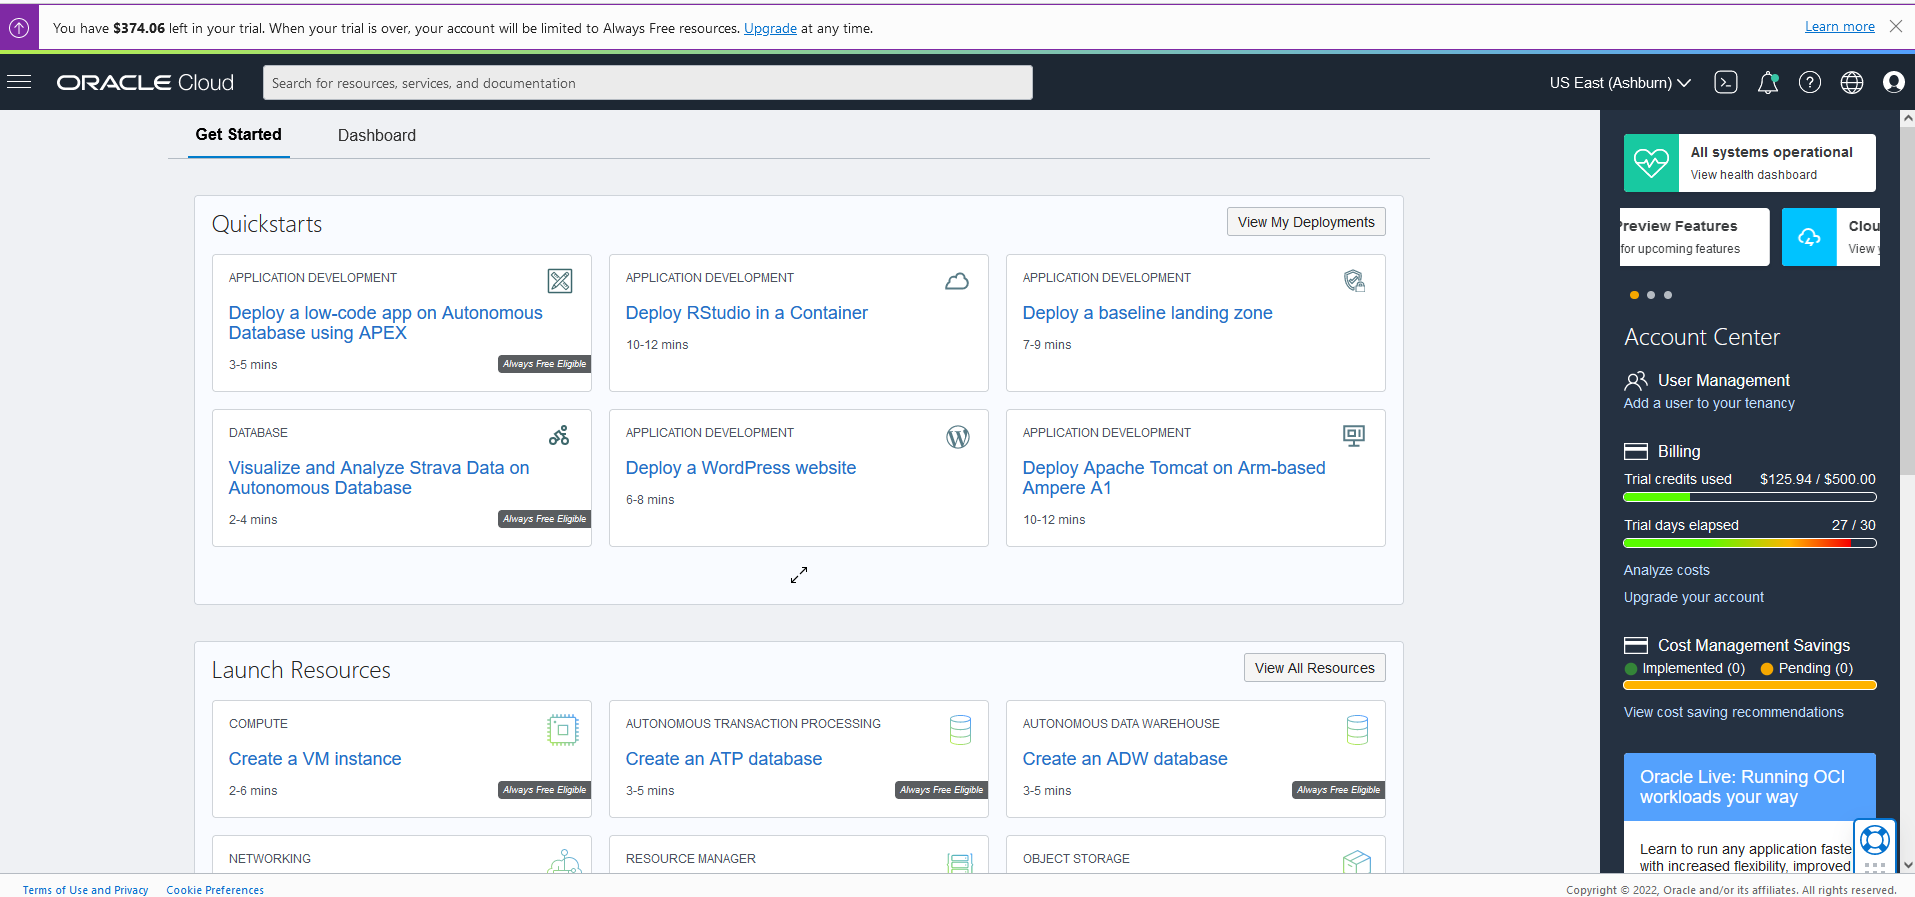 You have $374.06 left in your trial. When your trial is over, your account will be limited to Always Free resources. Upgrade at any time.
Learn more
ORACLE Cloud
Search for resources, services, and documentation
US East (Ashburn)
Get Started
Dashboard
Quickstarts
View My Deployments
APPLICATION DEVELOPMENT
Deploy a low-code app on Autonomous
Database using APEX
3-5 mins
Always Free Eligible
APPLICATION DEVELOPMENT
Deploy RStudio in a Container
10-12 mins
APPLICATION DEVELOPMENT
Deploy a baseline landing zone
7-9 mins
DATABASE
Visualize and Analyze Strava Data on
Autonomous Database
2-4 mins
Always Free Eligible
APPLICATION DEVELOPMENT
Deploy a WordPress website
6-8 mins
APPLICATION DEVELOPMENT
Deploy Apache Tomcat on Arm-based
Ampere A1
10-12 mins
Launch Resources
View All Resources
COMPUTE
Create a VM instance
2-6 mins
Always Free Eligible
AUTONOMOUS TRANSACTION PROCESSING
Create an ATP database
3-5 mins
Always Free Eligible
AUTONOMOUS DATA WAREHOUSE
Create an ADW database
3-5 mins
Always Free Eligible
NETWORKING
RESOURCE MANAGER
OBJECT STORAGE
All systems operational
View health dashboard
Preview Features
for upcoming features
Clou
View
Account Center
User Management
Add a user to your tenancy
Billing
Trial credits used $125.94 / $500.00
Trial days elapsed 27 / 30
Analyze costs
Upgrade your account
Cost Management Savings
Implemented (0) Pending (0)
View cost saving recommendations
Oracle Live: Running OCI
workloads your way
Learn to run any application faste
with increased flexibility, improved
Terms of Use and Privacy
Cookie Preferences
Copyright © 2022, Oracle and/or its affiliates. All rights reserved.